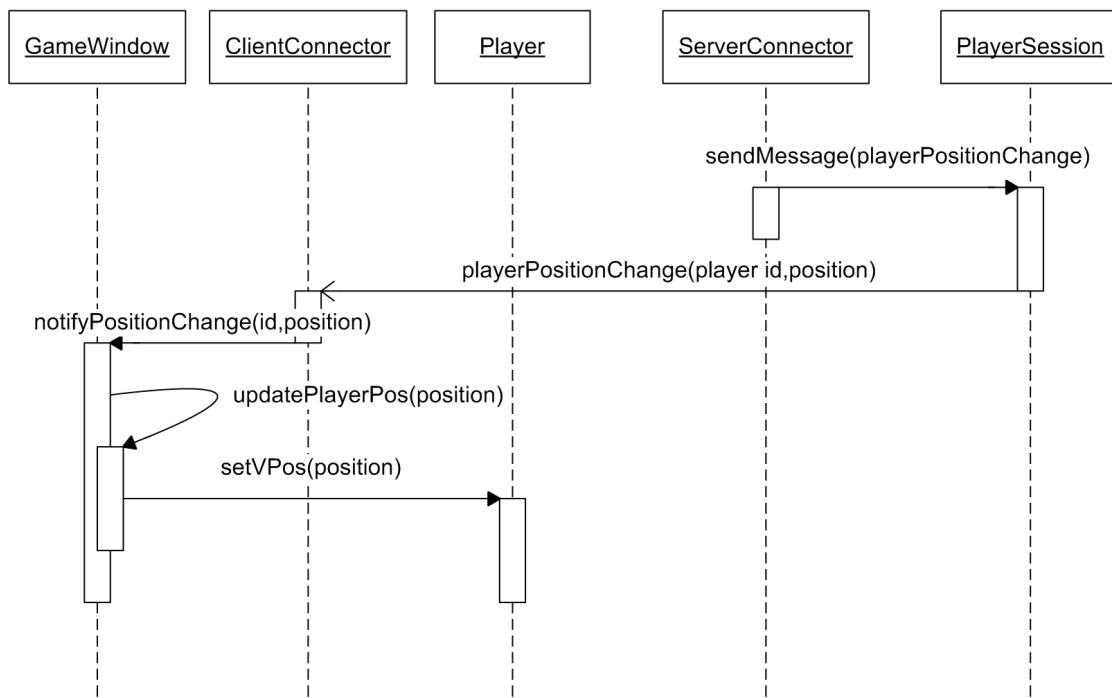 GameWindow
ClientConnector
Player
ServerConnector
PlayerSession
sendMessage(playerPositionChange)
playerPositionChange(player id,position)
notifyPositionChange(id,position)
updatePlayerPos(position)
setVPos(position)